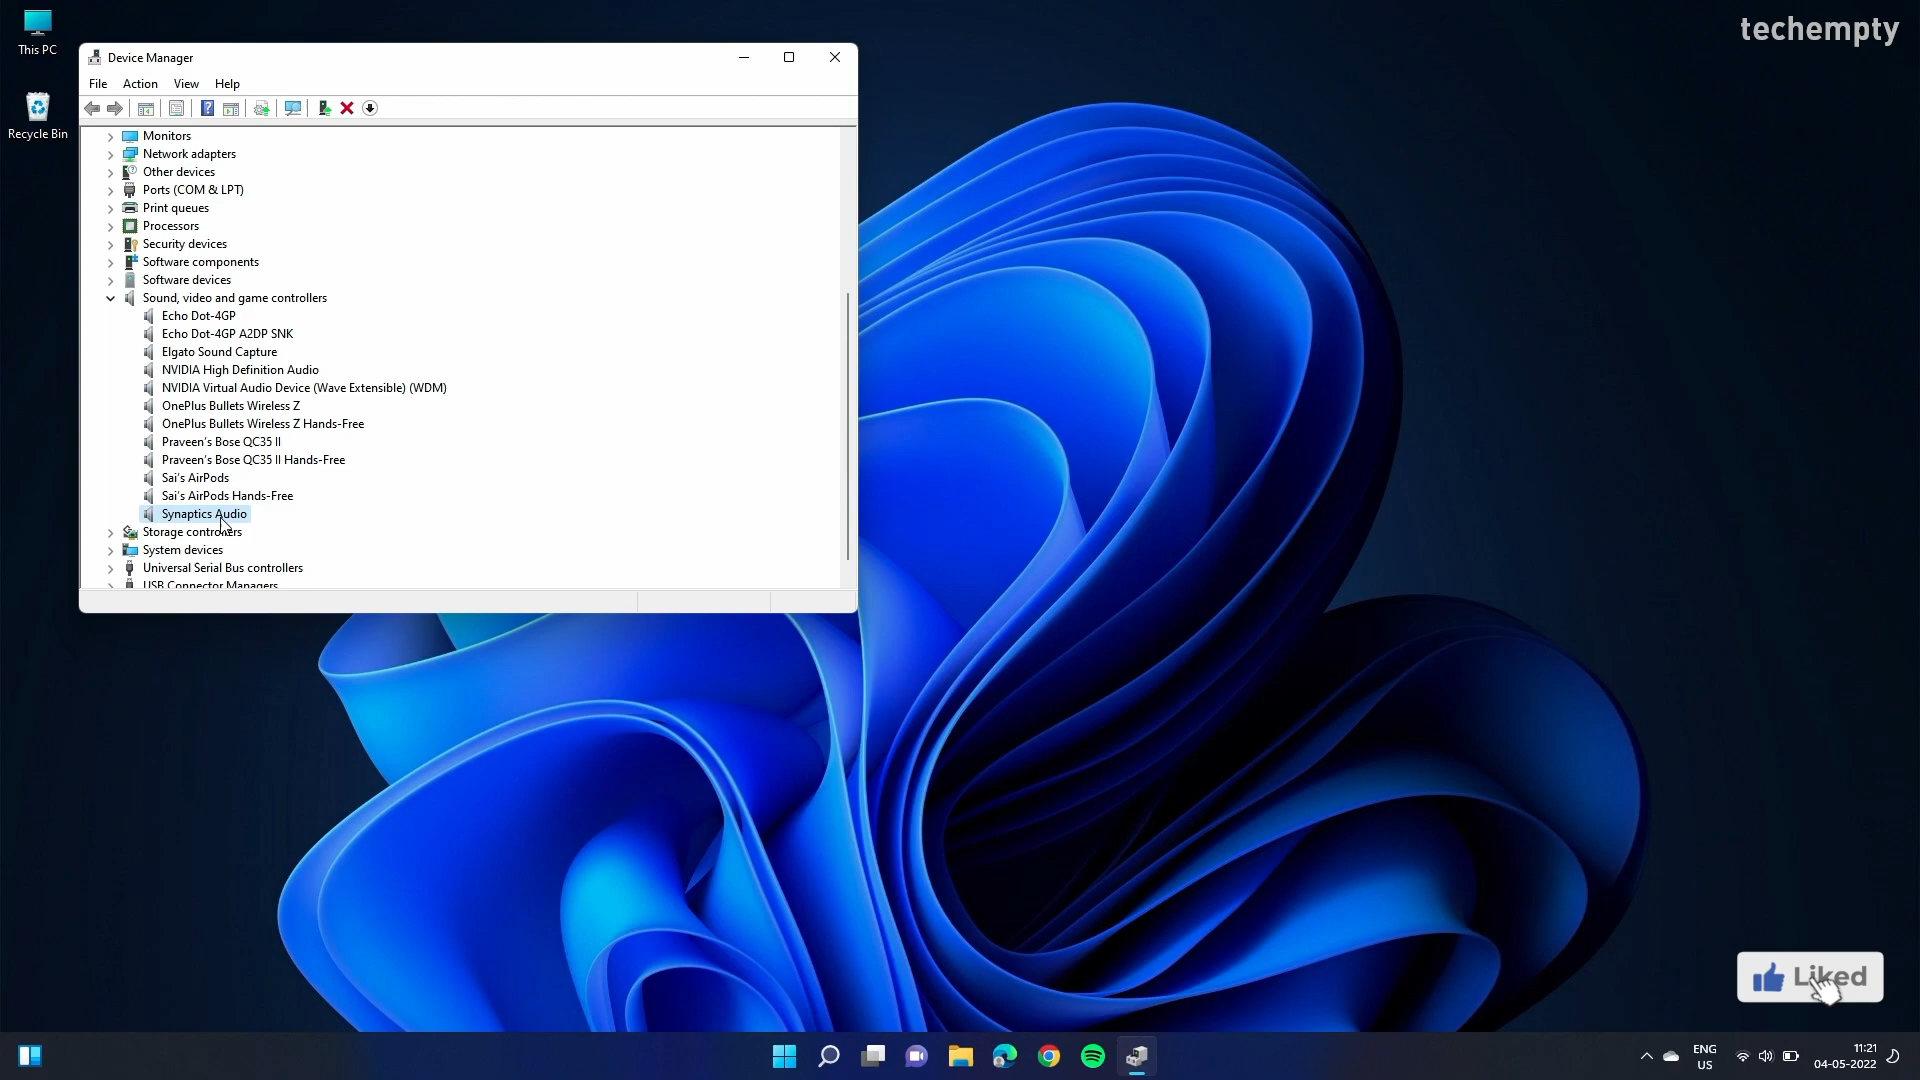 This PC
Recycle Bin
techempty
Device Manager
File Action View Help
Monitors
Network adapters
Other devices
Ports (COM & LPT)
Print queues
Processors
Security devices
Software components
Software devices
Sound, video and game controllers
Echo Dot-4GP
Echo Dot-4GP A2DP SNK
Elgato Sound Capture
NVIDIA High Definition Audio
NVIDIA Virtual Audio Device (Wave Extensible) (WDM)
OnePlus Bullets Wireless Z
OnePlus Bullets Wireless Z Hands-Free
Praveen's Bose QC35 II
Praveen's Bose QC35 II Hands-Free
Sai's AirPods
Sai's AirPods Hands-Free
Synaptics Audio
Storage controllers
System devices
Universal Serial Bus controllers
USB Connector Managers
Liked
ENG
US
11:21
04-05-2022